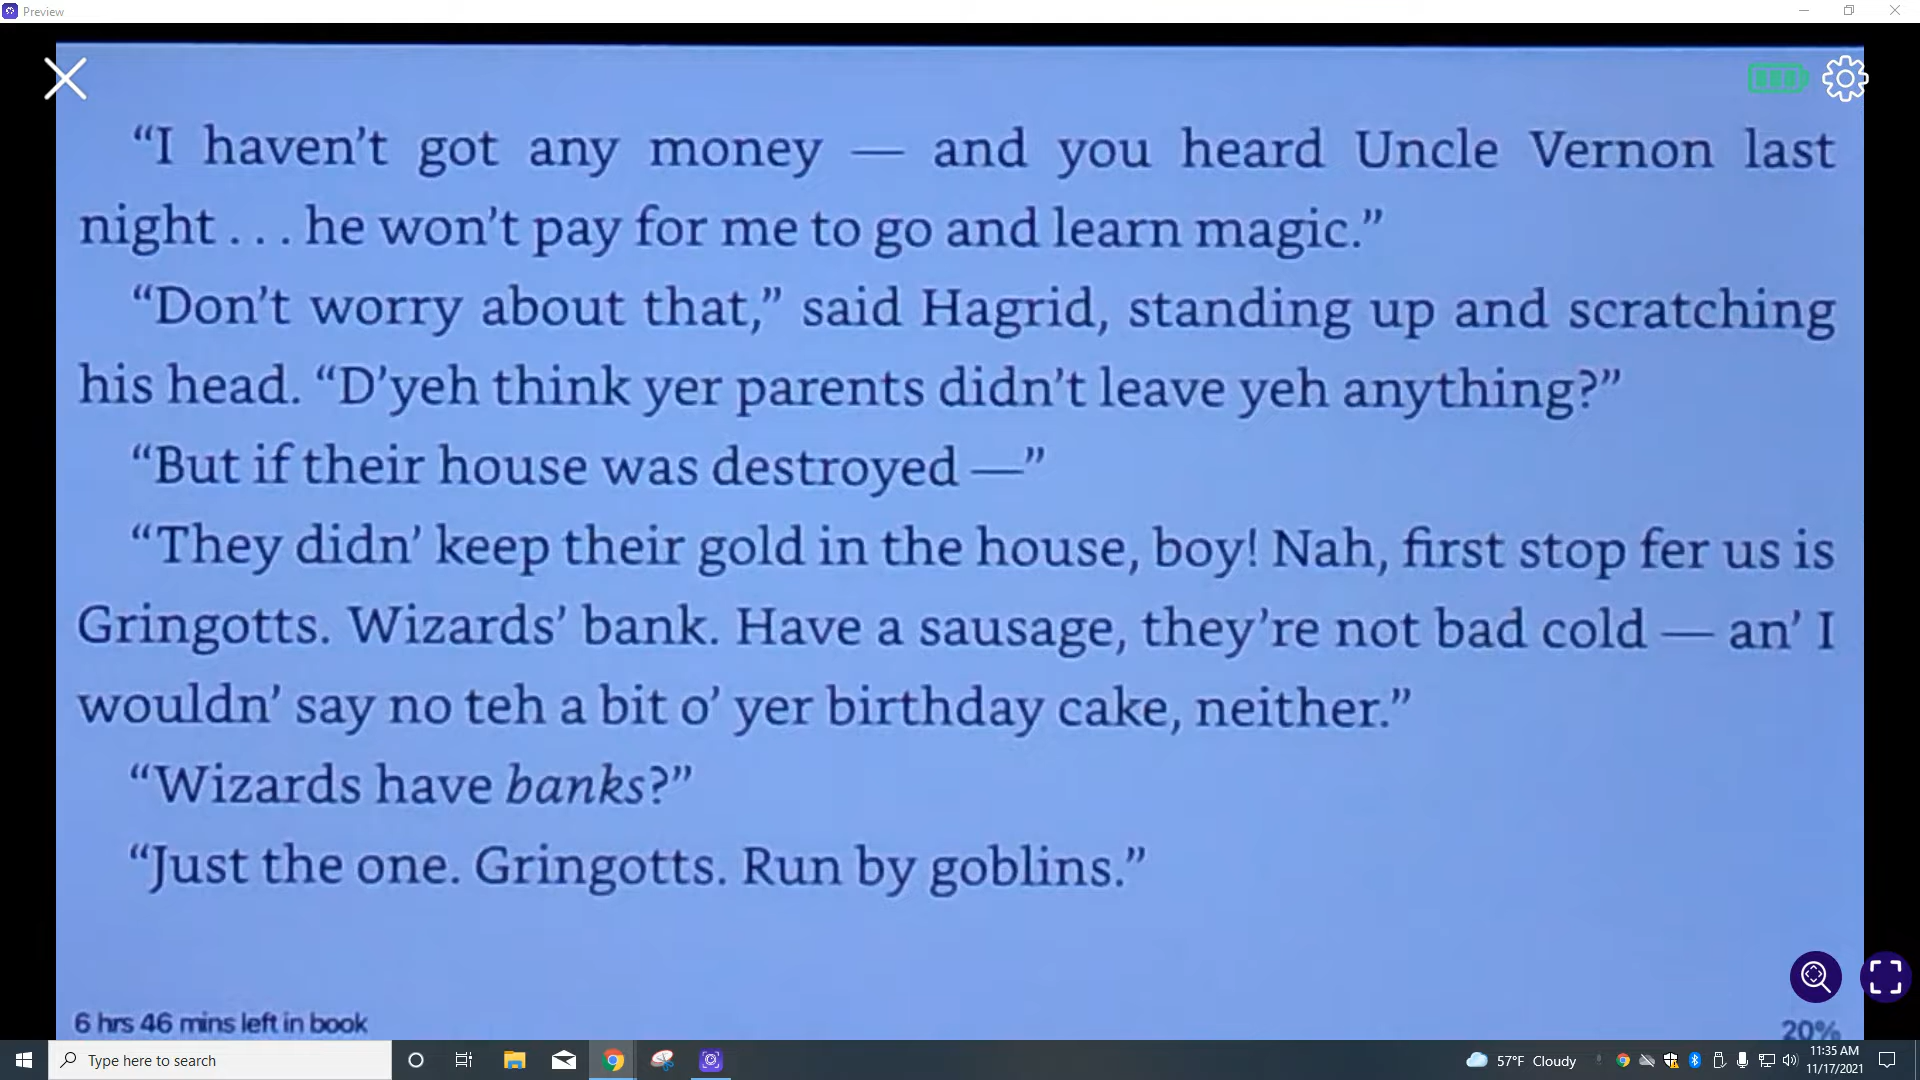 Preview
“I haven’t got any money — and you heard Uncle Vernon last
night . . . he won’t pay for me to go and learn magic.”
“Don’t worry about that,” said Hagrid, standing up and scratching
his head. “D’yeh think yer parents didn’t leave yeh anything?”
“But if their house was destroyed —”
“They didn’ keep their gold in the house, boy! Nah, first stop fer us is
Gringotts. Wizards’ bank. Have a sausage, they’re not bad cold — an’ I
wouldn’ say no teh a bit o’ yer birthday cake, neither.”
“Wizards have banks?”
“Just the one. Gringotts. Run by goblins.”
6 hrs 46 mins left in book
20%
Type here to search
57°F Cloudy
11:35 AM
11/17/2021